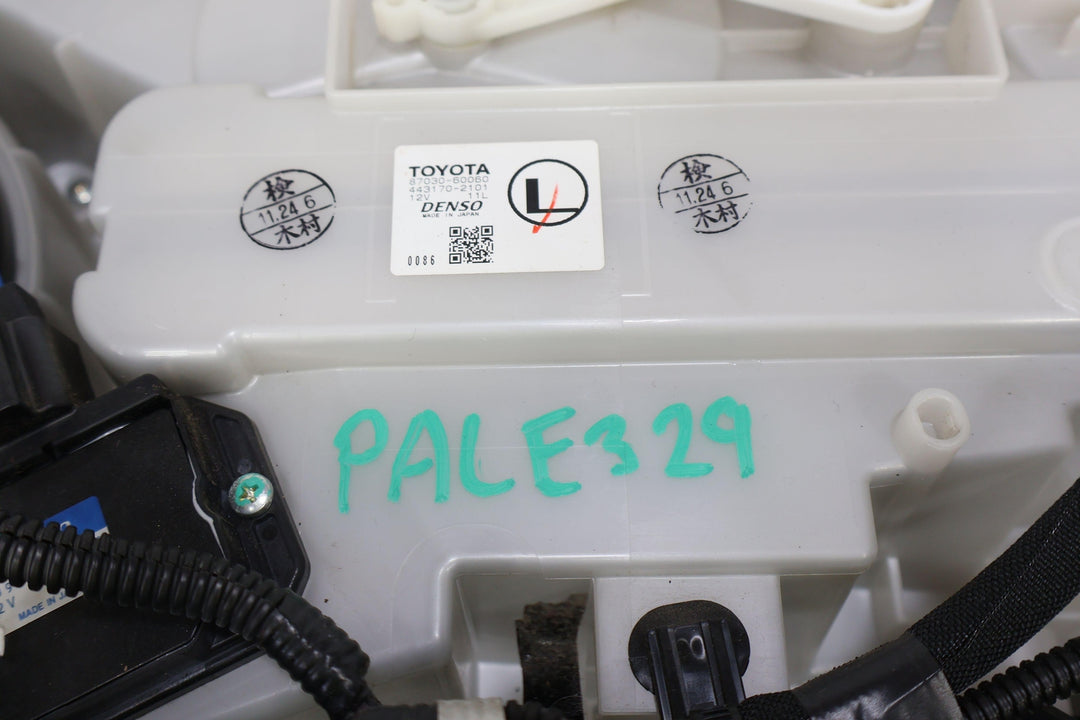 TOYOTA
87030-60060
443170-2101
12V 11L
DENSO
MADE IN JAPAN
0086
L
検
11.24 6
木村
検
11.24 6
木村
PALE329
MADE IN